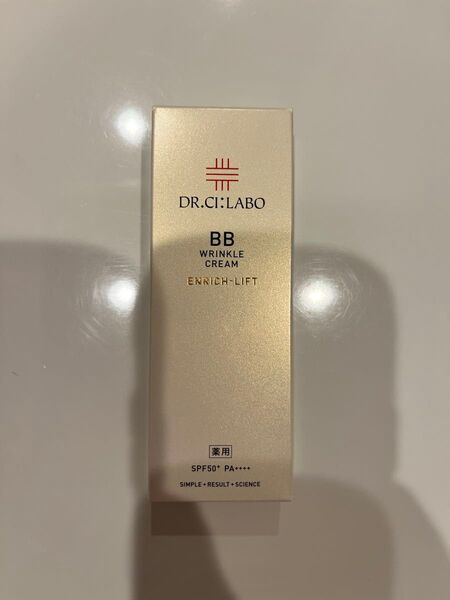 DR.CI:LABO
BB
WRINKLE
CREAM
ENRICH-LIFT
薬用
SPF50⁺ PA⁺⁺⁺⁺
SIMPLE+RESULT+SCIENCE